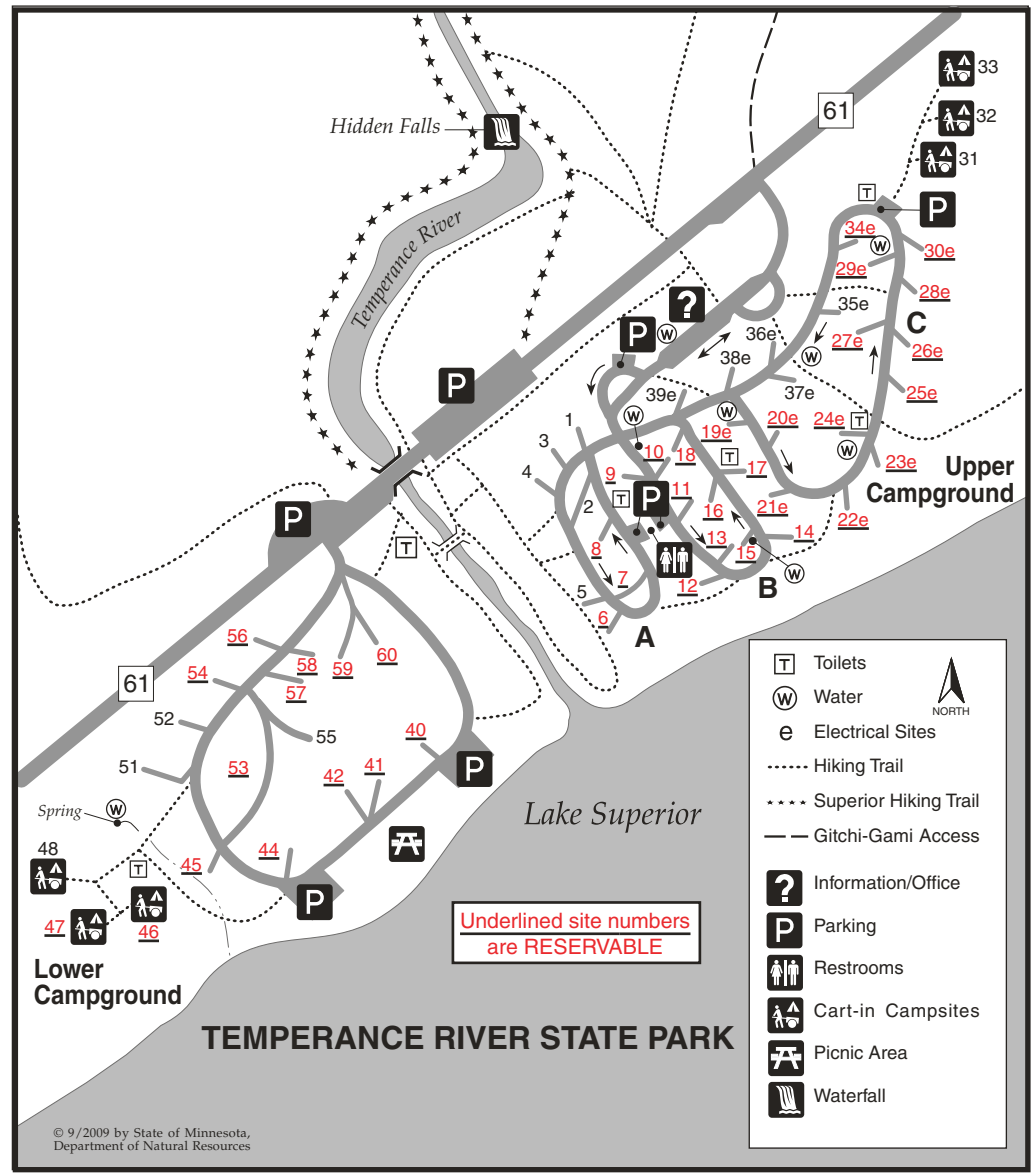 33
61
Hidden Falls
32
31
T
P
34e
W
30e
Temperance River
29e
28e
?
35e
C
P
W
36e
27e
26e
W
38e
P
37e
25e
39e
1
W
W
20e
24e
T
19e
3
10
W
18
T
23e
Upper
Campground
4
9
17
11
2
T
P
16
21e
22e
P
13
14
8
T
15
7
12
W
B
5
6
A
56
60
58
59
T
Toilets
54
61
57
W
Water
NORTH
52
55
40
e
Electrical Sites
51
53
41
P
Hiking Trail
42
Spring
W
Lake Superior
Superior Hiking Trail
Gitchi-Gami Access
48
44
T
45
?
Information/Office
P
47
46
Underlined site numbers
are RESERVABLE
P
Parking
Lower
Campground
Restrooms
Cart-in Campsites
TEMPERANCE RIVER STATE PARK
Picnic Area
Waterfall
© 9/2009 by State of Minnesota,
Department of Natural Resources